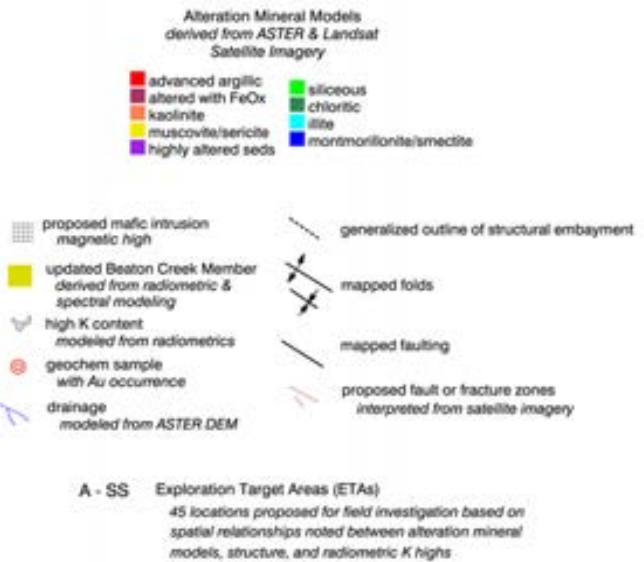 Alteration Mineral Models
derived from ASTER & Landsat
Satellite Imagery
advanced argillic
altered with FeOx
kaolinite
muscovite/sericite
highly altered seds
siliceous
chloritic
illite
montmorillonite/smectite
proposed mafic intrusion
magnetic high
updated Beaton Creek Member
derived from radiometric &
spectral modeling
high K content
modeled from radiometrics
geochem sample
with Au occurrence
drainage
modeled from ASTER DEM
generalized outline of structural embayment
mapped folds
mapped faulting
proposed fault or fracture zones
interpreted from satellite imagery
A - SS Exploration Target Areas (ETAs)
45 locations proposed for field investigation based on
spatial relationships noted between alteration mineral
models, structure, and radiometric K highs